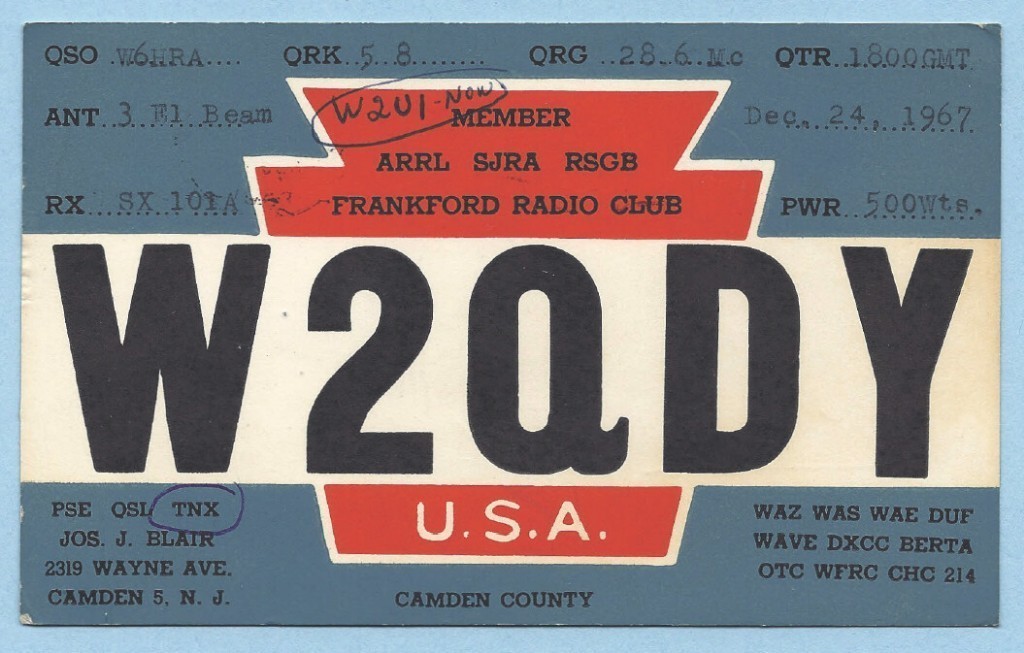 QSO W6HRA QRK 5 8 QRG 28.6 Mc QTR 1800GMT
ANT 3 El Beam W2UI-NOW MEMBER Dec. 24, 1967
ARRL SJRA RSGB
RX SX 101A FRANKFORD RADIO CLUB PWR 500Wts.
W2QDY
U.S.A.
PSE QSL TNX
JOS. J. BLAIR
2319 WAYNE AVE.
CAMDEN 5, N. J.
CAMDEN COUNTY
WAZ WAS WAE DUF
WAVE DXCC BERTA
OTC WFRC CHC 214